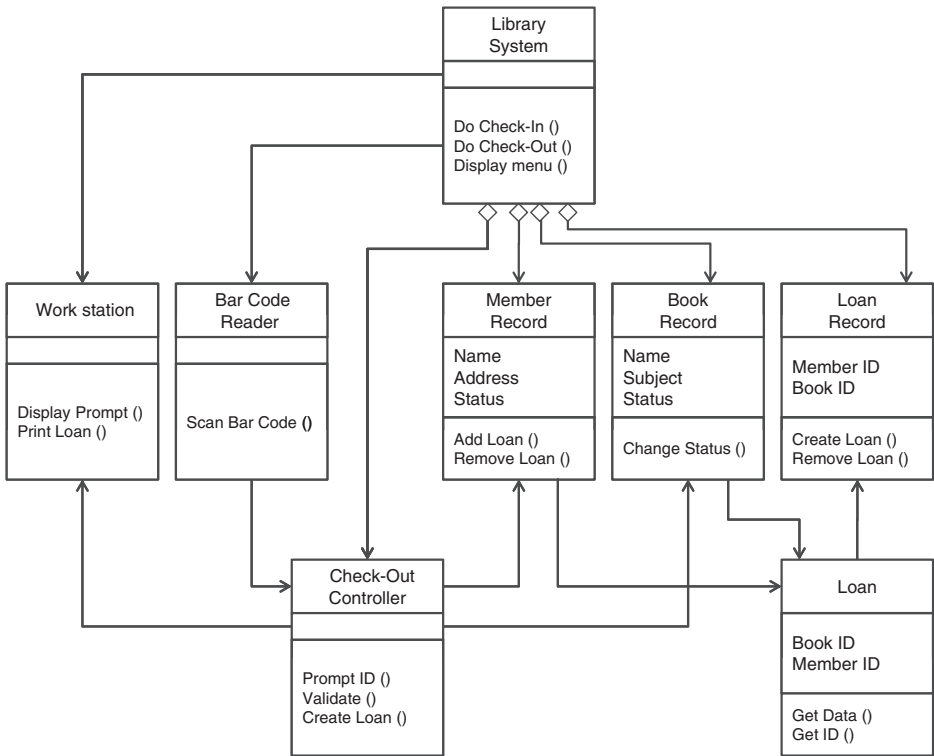 Library
System
Do Check-In ()
Do Check-Out ()
Display menu ()
Work station
Display Prompt ()
Print Loan ()
Bar Code
Reader
Scan Bar Code ()
Member
Record
Name
Address
Status
Add Loan ()
Remove Loan ()
Book
Record
Name
Subject
Status
Change Status ()
Loan
Record
Member ID
Book ID
Create Loan ()
Remove Loan ()
Check-Out
Controller
Prompt ID ()
Validate ()
Create Loan ()
Loan
Book ID
Member ID
Get Data ()
Get ID ()